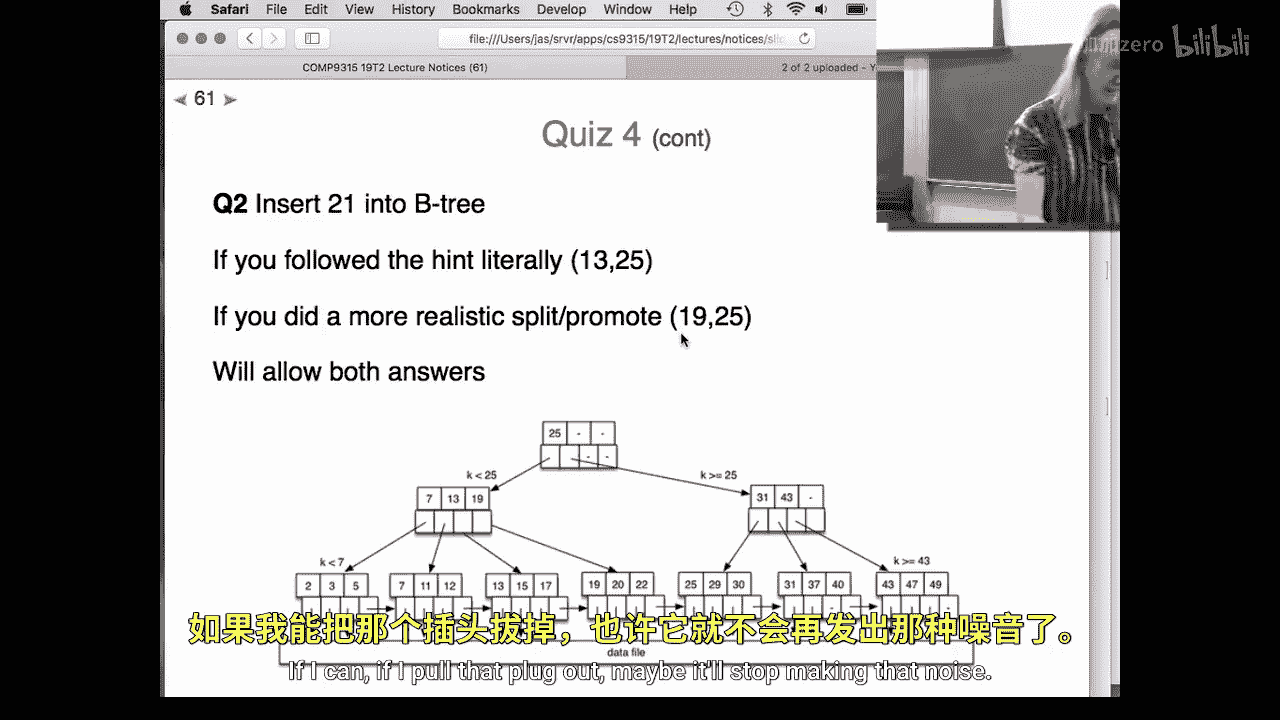 Safari File Edit View History Bookmarks Develop Window Help
zero bilibili
file:///Users/jas/srvr/apps/cs9315/19T2/lectures/notices/
COMP9315 19T2 Lecture Notices (61)
2 of 2 uploaded - Y
61
Quiz 4 (cont)
Q2 Insert 21 into B-tree
If you followed the hint literally (13,25)
If you did a more realistic split/promote (19,25)
Will allow both answers
25 - -
- -
k < 25
k >= 25
7 13 19
31 43 -
k < 7
k >= 43
2 3 5
7 11 12
13 15 17
19 20 22
25 29 30
31 37 40
43 47 49
如果我能把那个插头拔掉，也许它就不会再发出那种噪音了。
data file
If I can, if I pull that plug out, maybe it'll stop making that noise.